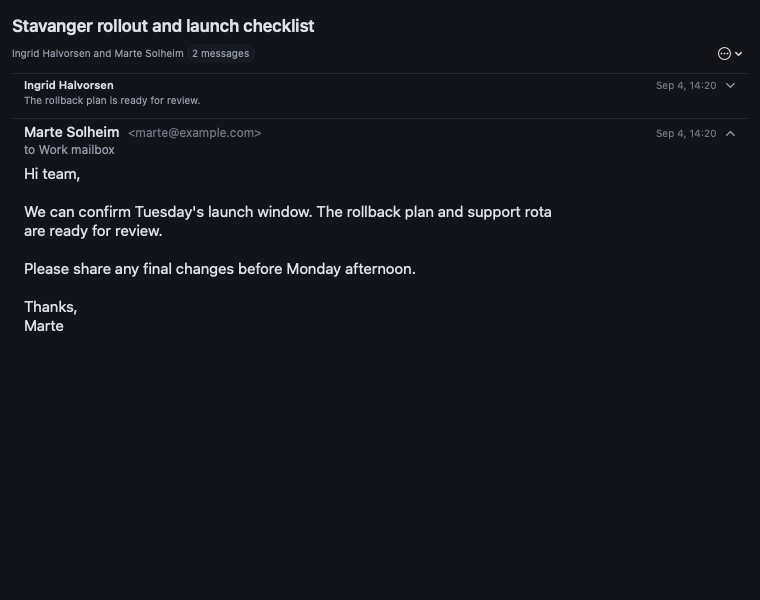 Stavanger rollout and launch checklist
Ingrid Halvorsen and Marte Solheim 2 messages
Ingrid Halvorsen Sep 4, 14:20
The rollback plan is ready for review.
Marte Solheim <marte@example.com> Sep 4, 14:20
to Work mailbox
Hi team,
We can confirm Tuesday's launch window. The rollback plan and support rota
are ready for review.
Please share any final changes before Monday afternoon.
Thanks,
Marte